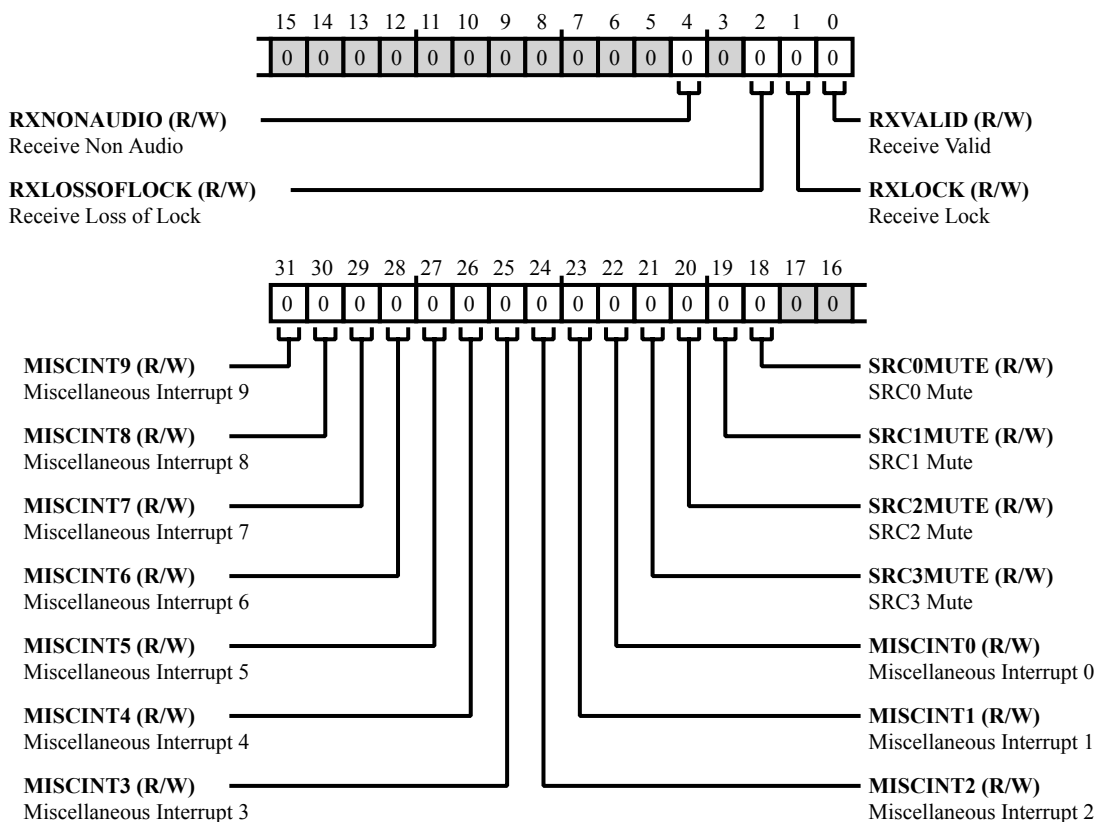 15 14 13 12 11 10 9 8 7 6 5 4 3 2 1 0
0 0 0 0 0 0 0 0 0 0 0 0 0 0 0 0
RXNONAUDIO (R/W)
Receive Non Audio
RXVALID (R/W)
Receive Valid
RXLOSSOFLOCK (R/W)
Receive Loss of Lock
RXLOCK (R/W)
Receive Lock
31 30 29 28 27 26 25 24 23 22 21 20 19 18 17 16
0 0 0 0 0 0 0 0 0 0 0 0 0 0 0 0
MISCINT9 (R/W)
Miscellaneous Interrupt 9
SRC0MUTE (R/W)
SRC0 Mute
MISCINT8 (R/W)
Miscellaneous Interrupt 8
SRC1MUTE (R/W)
SRC1 Mute
MISCINT7 (R/W)
Miscellaneous Interrupt 7
SRC2MUTE (R/W)
SRC2 Mute
MISCINT6 (R/W)
Miscellaneous Interrupt 6
SRC3MUTE (R/W)
SRC3 Mute
MISCINT5 (R/W)
Miscellaneous Interrupt 5
MISCINT0 (R/W)
Miscellaneous Interrupt 0
MISCINT4 (R/W)
Miscellaneous Interrupt 4
MISCINT1 (R/W)
Miscellaneous Interrupt 1
MISCINT3 (R/W)
Miscellaneous Interrupt 3
MISCINT2 (R/W)
Miscellaneous Interrupt 2